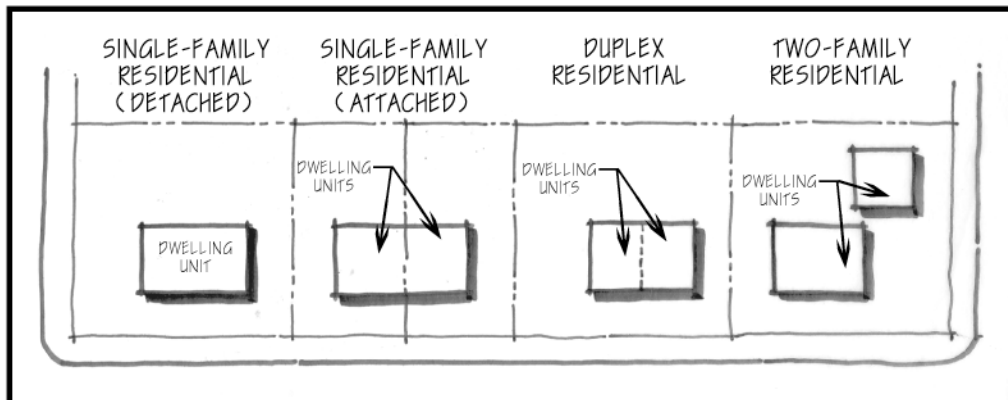 SINGLE-FAMILY
RESIDENTIAL
(DETACHED)
SINGLE-FAMILY
RESIDENTIAL
(ATTACHED)
DUPLEX
RESIDENTIAL
TWO-FAMILY
RESIDENTIAL
DWELLING
UNIT
DWELLING
UNITS
DWELLING
UNITS
DWELLING
UNITS